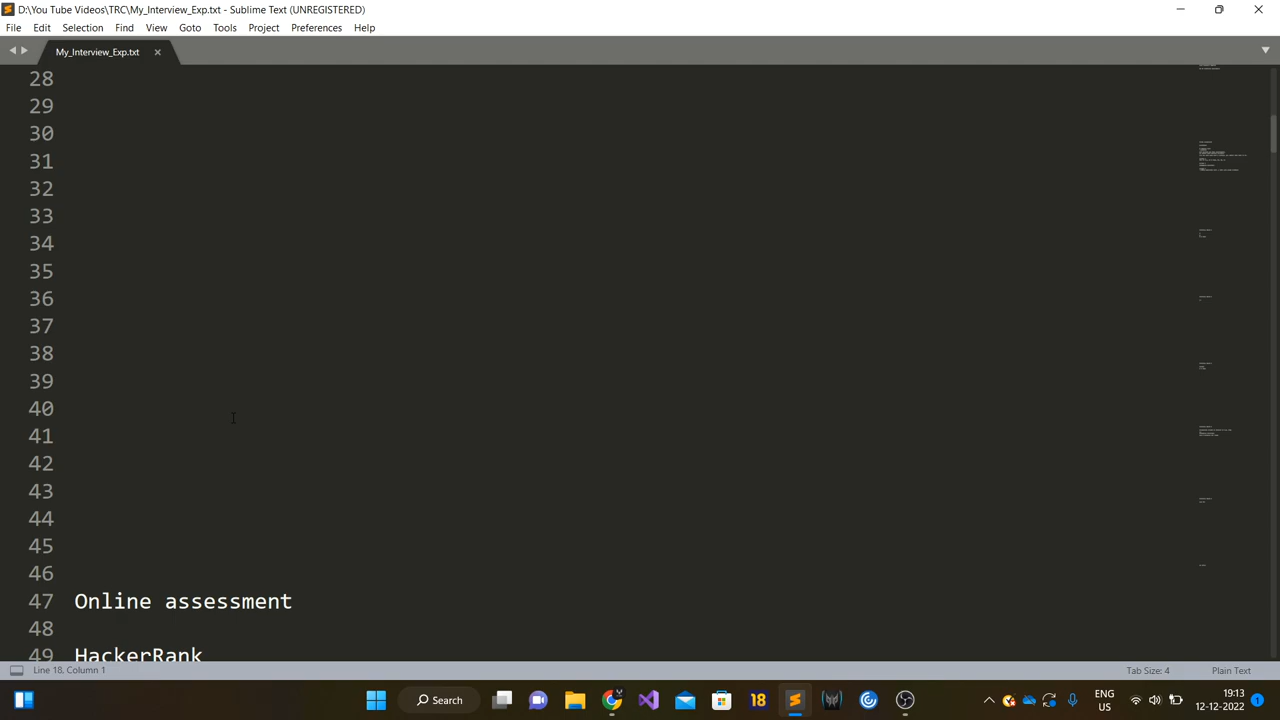 D:\You Tube Videos\TRC\My_Interview_Exp.txt - Sublime Text (UNREGISTERED)
File Edit Selection Find View Goto Tools Project Preferences Help
My_Interview_Exp.txt
28
29
30
31
32
33
34
35
36
37
38
39
40
41
42
43
44
45
46
47 Online assessment
48
49 HackerRank
Line 18, Column 1 Tab Size: 4 Plain Text
Search 18 ENG US 19:13 12-12-2022 1